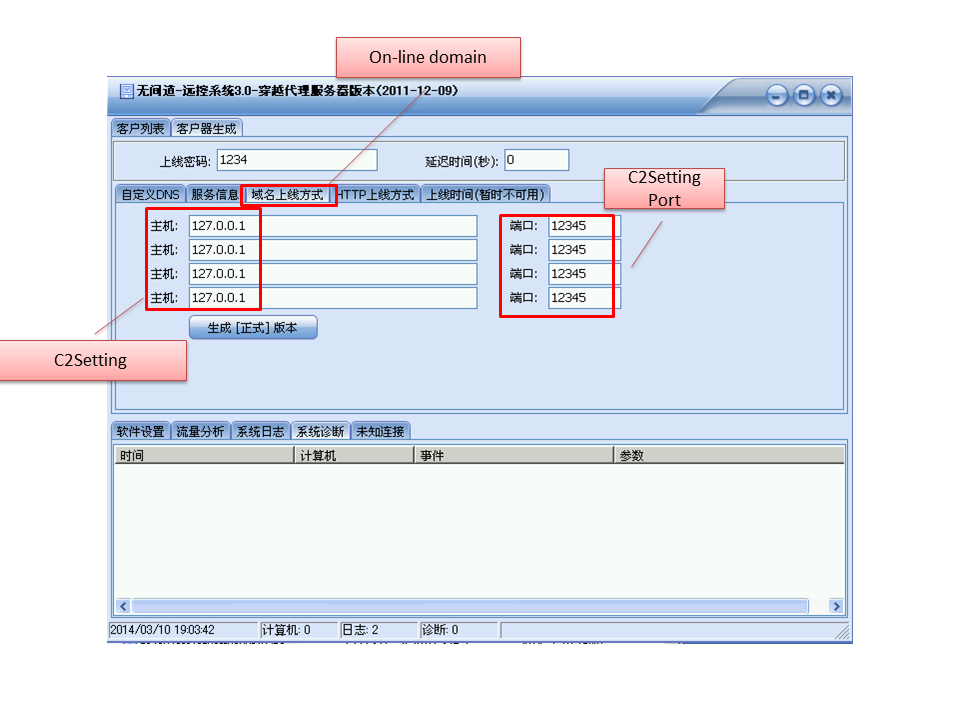 On-line domain
无间道-远控系统3.0-穿越代理服务器版本(2011-12-09)
客户列表 客户器生成
上线密码: 1234 延迟时间(秒): 0
C2Setting
Port
自定义DNS 服务信息 域名上线方式 HTTP上线方式 上线时间(暂时不可用)
主机: 127.0.0.1 端口: 12345
主机: 127.0.0.1 端口: 12345
主机: 127.0.0.1 端口: 12345
主机: 127.0.0.1 端口: 12345
生成 [正式] 版本
C2Setting
软件设置 流量分析 系统日志 系统诊断 未知连接
时间 计算机 事件 参数
2014/03/10 19:03:42 计算机: 0 日志: 2 诊断: 0